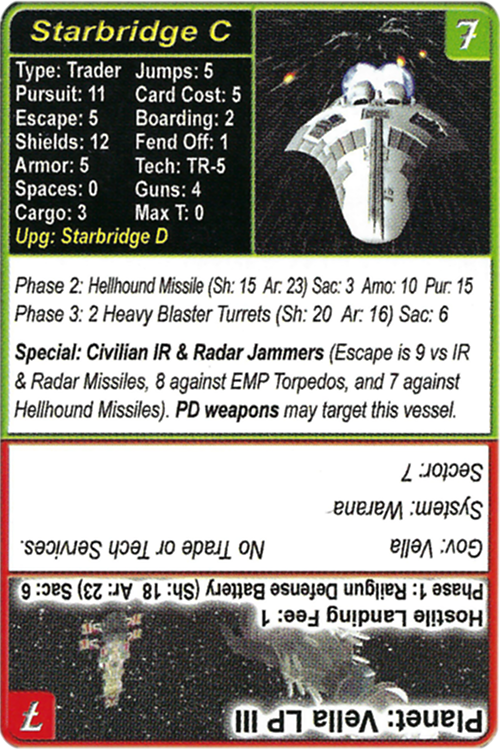 Starbridge C
7
Type: Trader Jumps: 5
Pursuit: 11 Card Cost: 5
Escape: 5 Boarding: 2
Shields: 12 Fend Off: 1
Armor: 5 Tech: TR-5
Spaces: 0 Guns: 4
Cargo: 3 Max T: 0
Upg: Starbridge D
Phase 2: Hellhound Missile (Sh: 15 Ar: 23) Sac: 3 Amo: 10 Pur: 15
Phase 3: 2 Heavy Blaster Turrets (Sh: 20 Ar: 16) Sac: 6
Special: Civilian IR & Radar Jammers (Escape is 9 vs IR
& Radar Missiles, 8 against EMP Torpedos, and 7 against
Hellhound Missiles). PD weapons may target this vessel.
Planet: Vella LP III
7
Hostile Landing Fee: 1
Phase 1: Railgun Defense Battery (Sh: 18 Ar: 23) Sac: 6
Gov: Vella No Trade or Tech Services.
System: Warana
Sector: 7